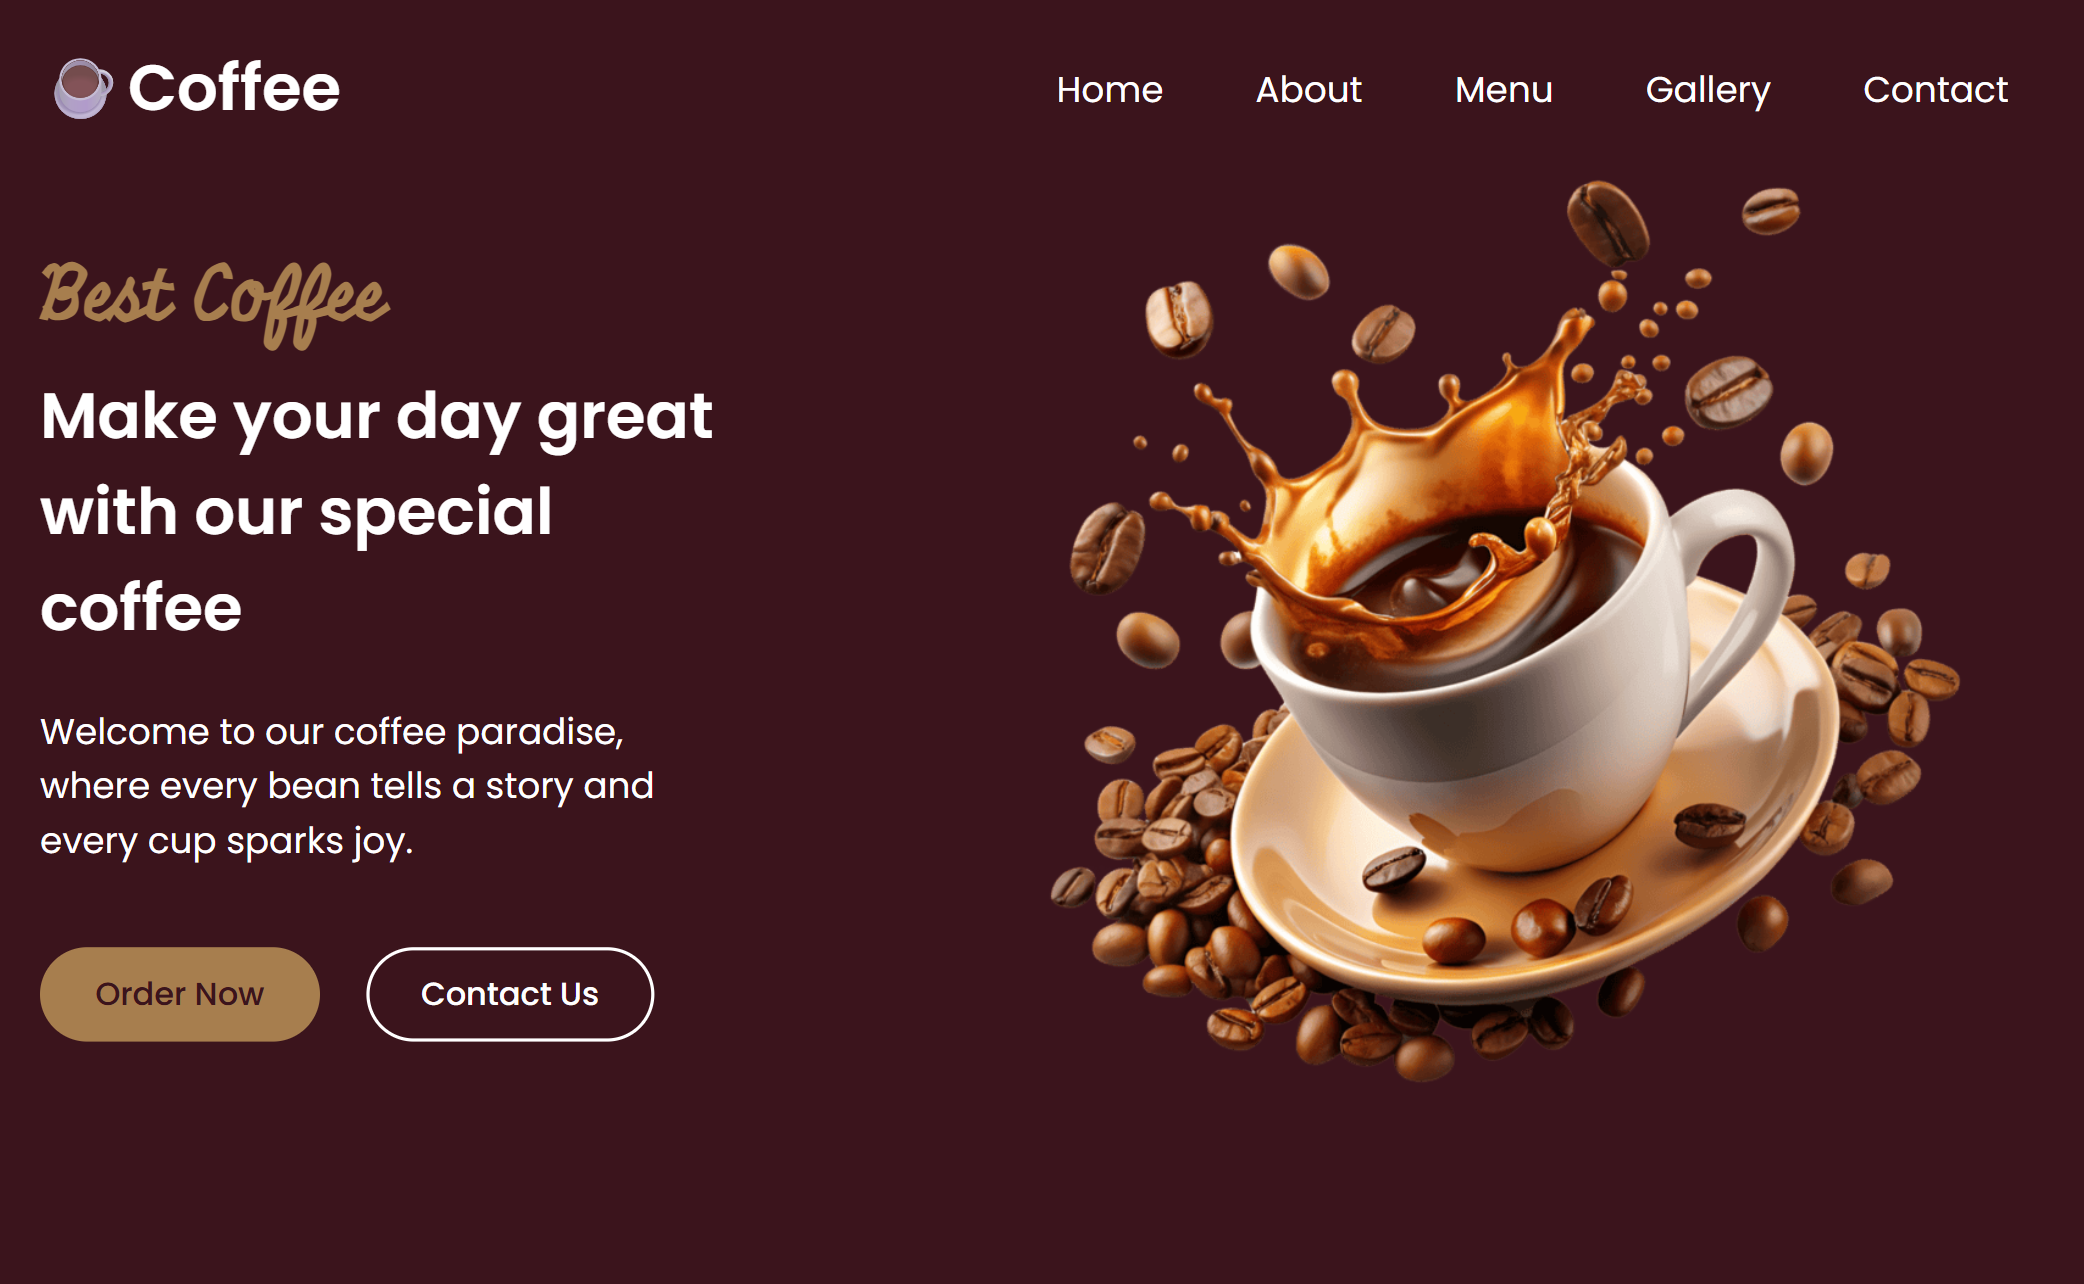 Coffee
Home About Menu Gallery Contact
Best Coffee
Make your day great
with our special
coffee
Welcome to our coffee paradise,
where every bean tells a story and
every cup sparks joy.
Order Now Contact Us